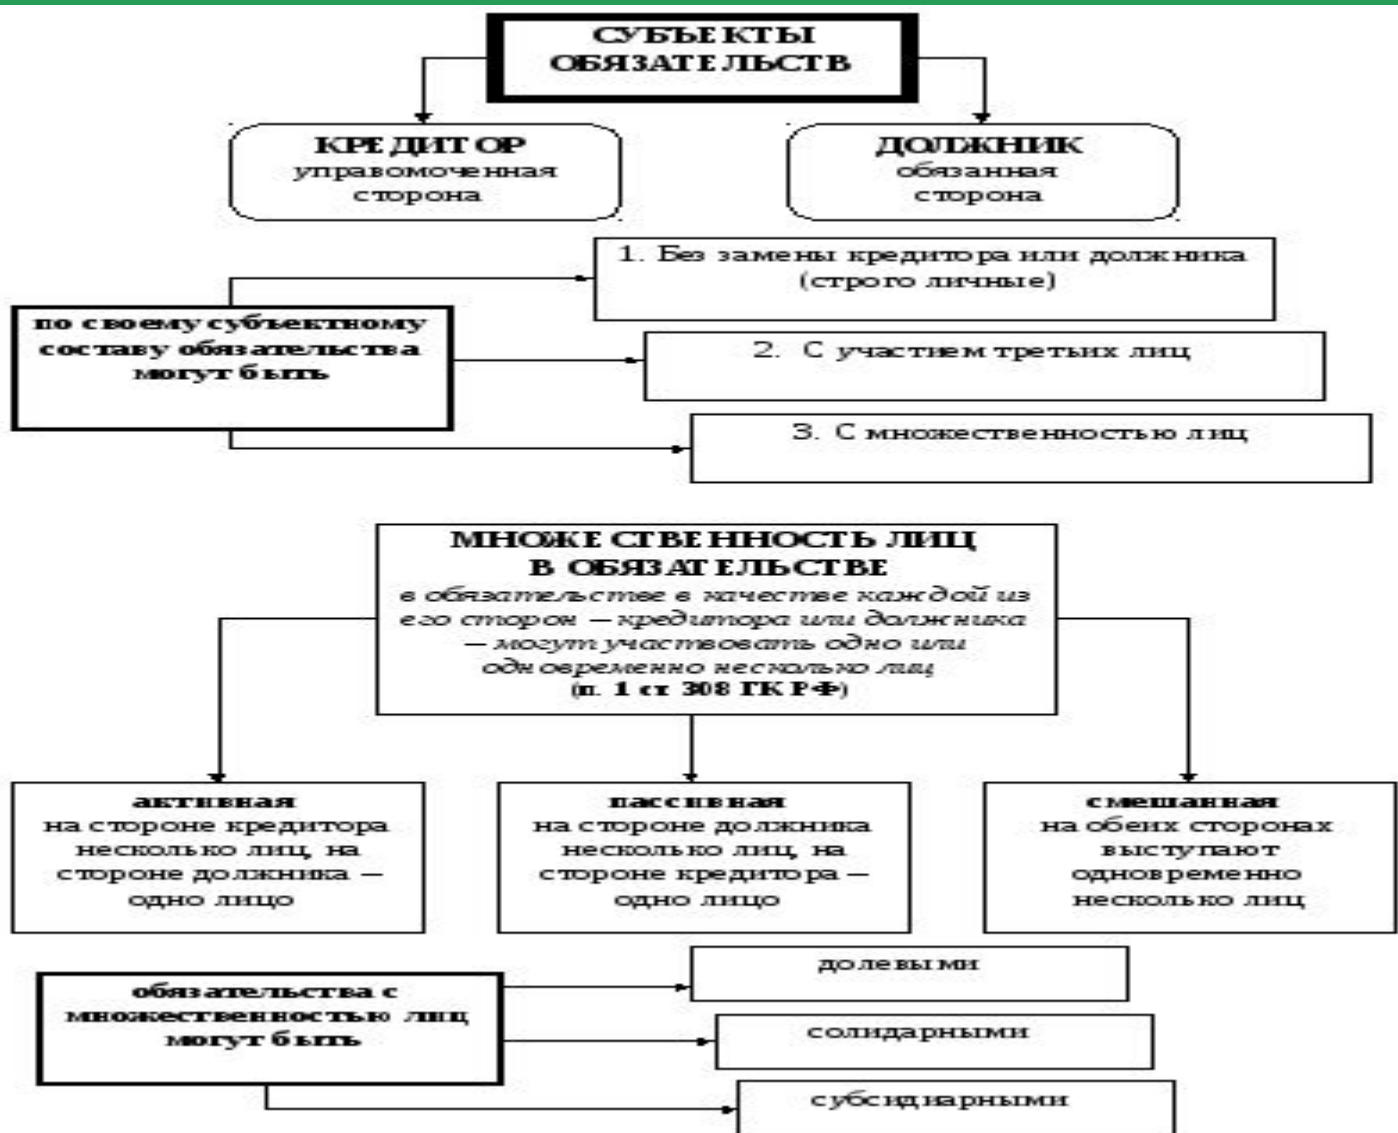 СУБЪЕКТЫ
ОБЯЗАТЕЛЬСТВ
КРЕДИТОР
управомоченная
сторона
ДОЛЖНИК
обязанная
сторона
1. Без замены кредитора или должника
(строго личные)
по своему субъектному
составу обязательства
могут быть
2. С участием третьих лиц
3. С множественностью лиц
МНОЖЕСТВЕННОСТЬ ЛИЦ
В ОБЯЗАТЕЛЬСТВЕ
в обязательстве в качестве каждой из
его сторон – кредитора или должника
– могут участвовать одно или
одновременно несколько лиц
(п. 1 ст 308 ГК РФ)
активная
на стороне кредитора
несколько лиц, на
стороне должника –
одно лицо
пассивная
на стороне должника
несколько лиц, на
стороне кредитора –
одно лицо
смешанная
на обеих сторонах
выступают
одновременно
несколько лиц
обязательства с
множественностью лиц
могут быть
долевыми
солидарными
субсидиарными